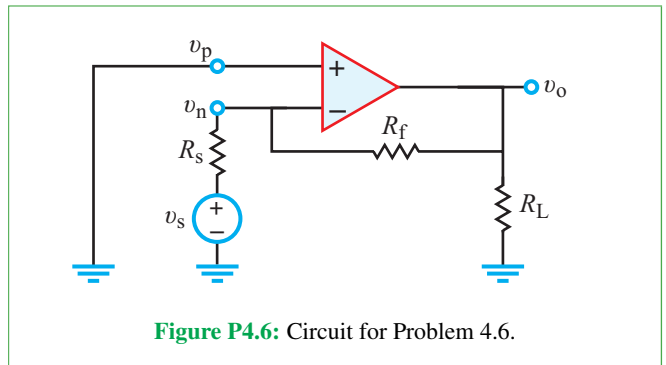 υp
+
υn
−
υo
Rf
Rs
υs
+
−
RL
Figure P4.6: Circuit for Problem 4.6.